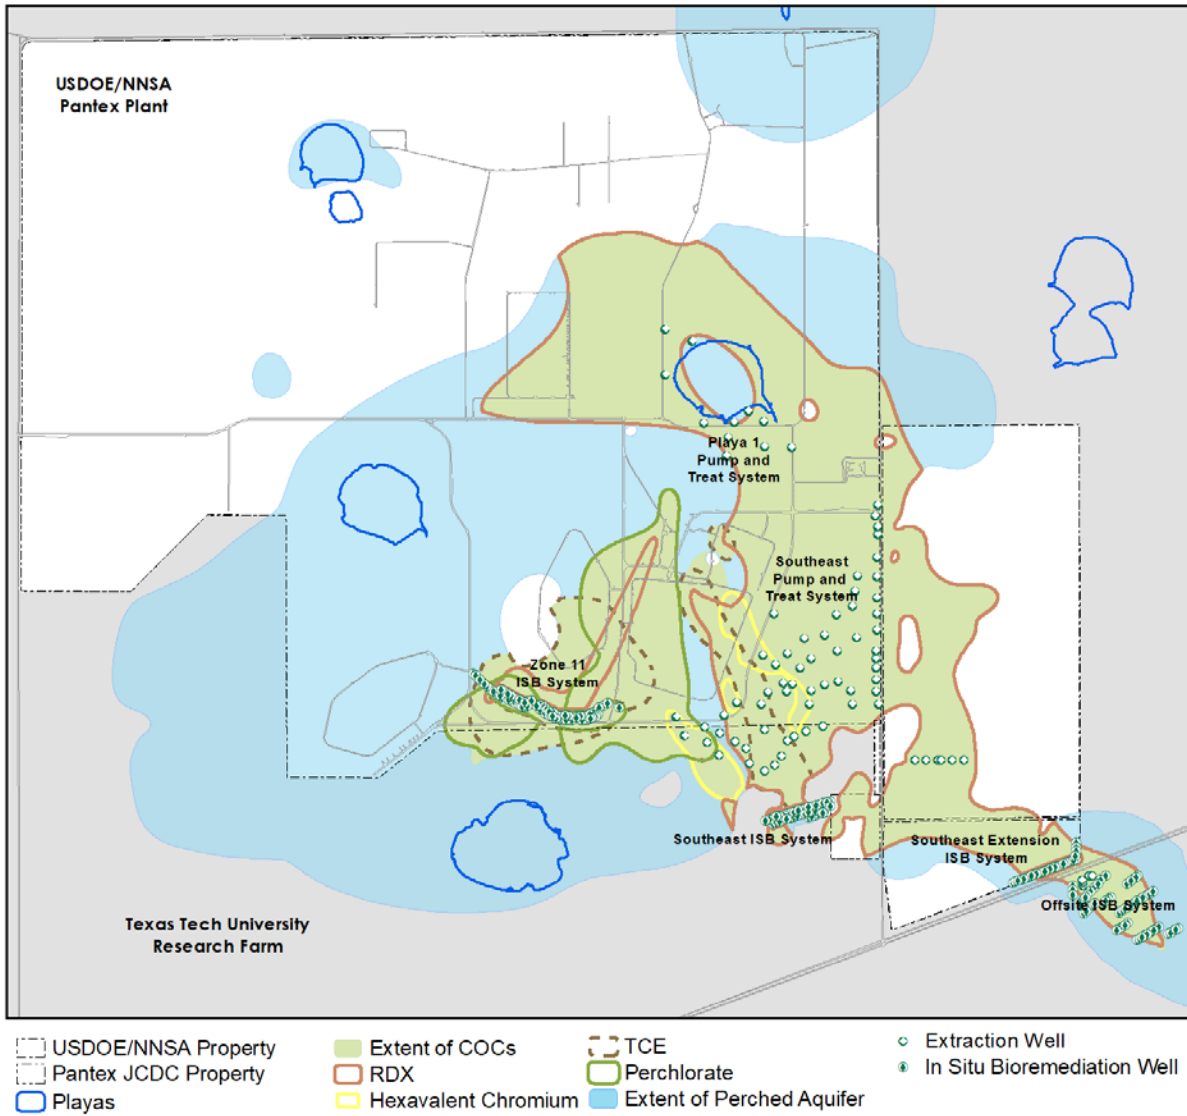 USDOE/NNSA
Pantex Plant
Playa 1
Pump and
Treat System
Southeast
Pump and
Treat System
Zone 11
ISB System
Southeast ISB System
Southeast Extension
ISB System
Offsite ISB System
Texas Tech University
Research Farm
USDOE/NNSA Property
Pantex JCDC Property
Playas
Extent of COCs
RDX
Hexavalent Chromium
TCE
Perchlorate
Extent of Perched Aquifer
Extraction Well
In Situ Bioremediation Well